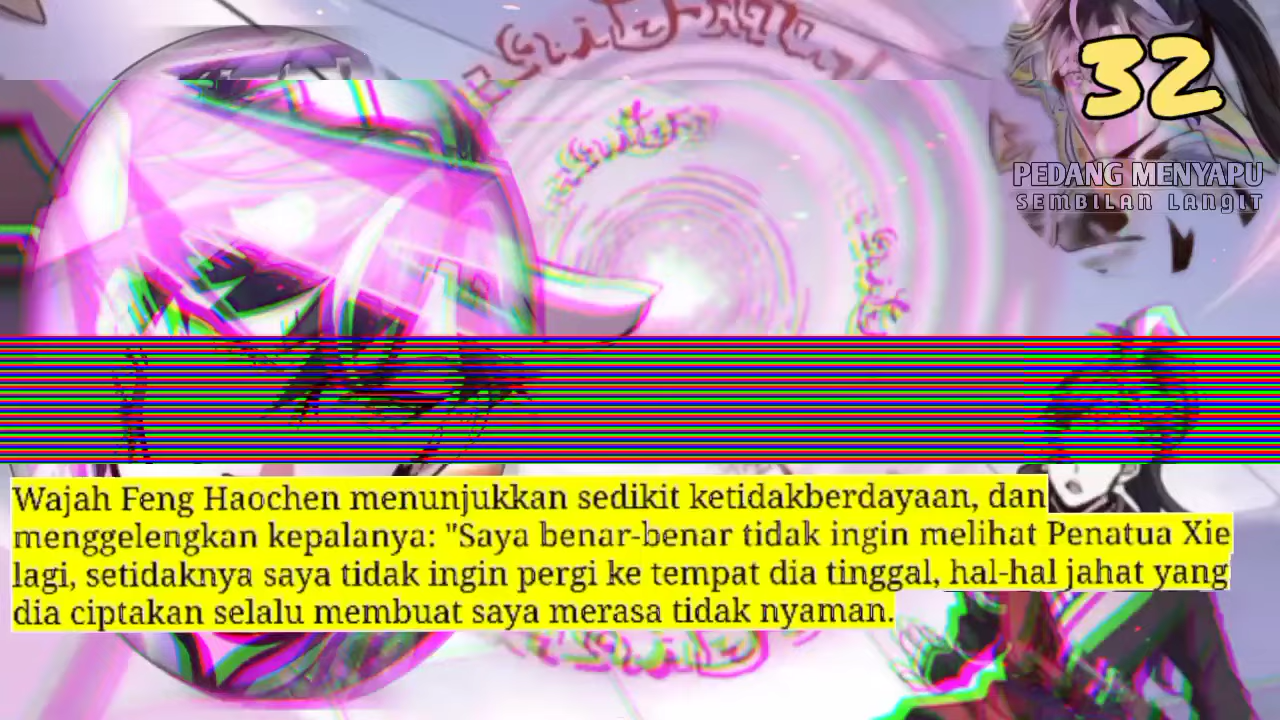 32
PEDANG MENYAPU
SEMBILAN LANGIT
Wajah Feng Haochen menunjukkan sedikit ketidakberdayaan, dan
menggelengkan kepalanya: "Saya benar-benar tidak ingin melihat Penatua Xie
lagi, setidaknya saya tidak ingin pergi ke tempat dia tinggal, hal-hal jahat yang
dia ciptakan selalu membuat saya merasa tidak nyaman.